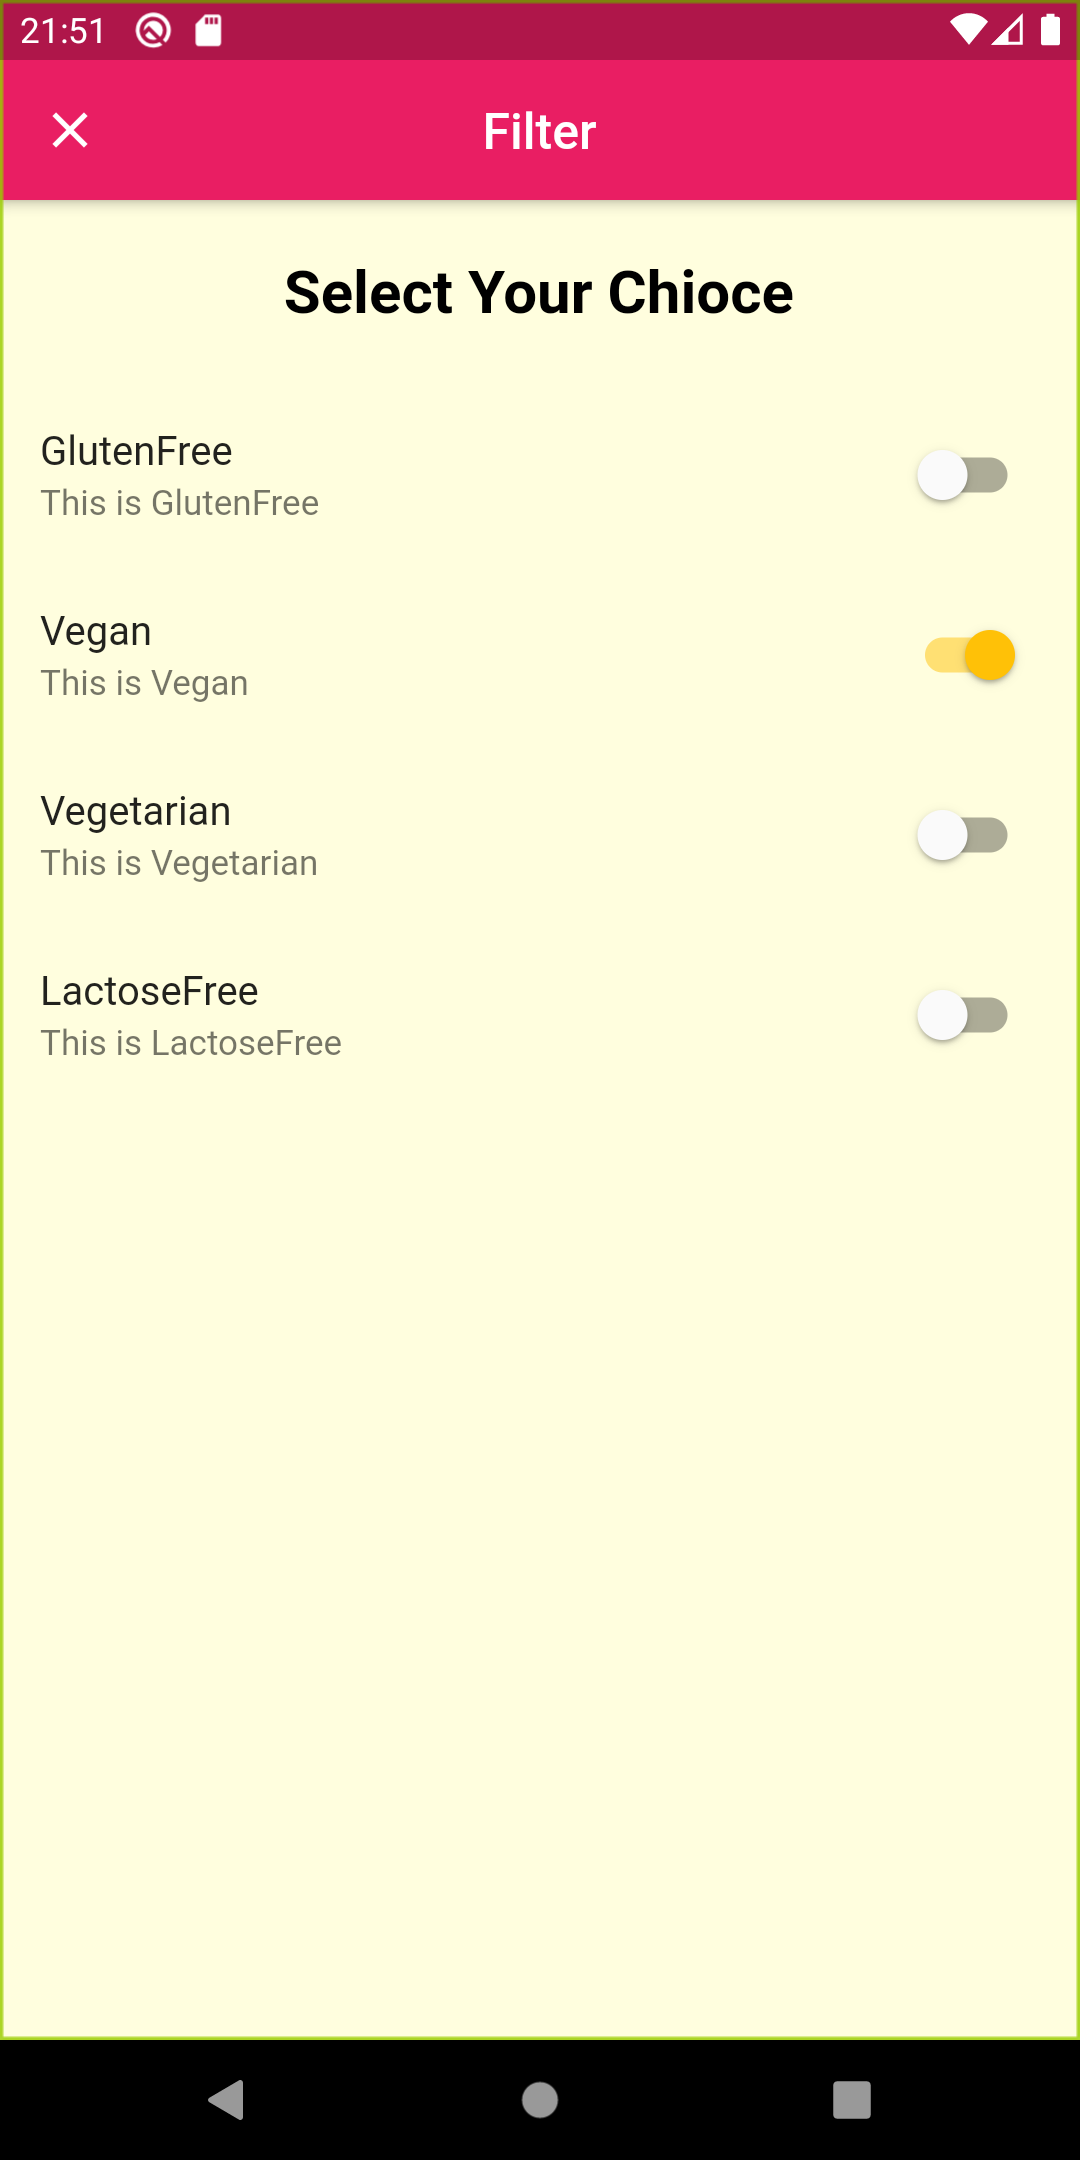 21:51
Filter
Select Your Chioce
GlutenFree
This is GlutenFree
Vegan
This is Vegan
Vegetarian
This is Vegetarian
LactoseFree
This is LactoseFree